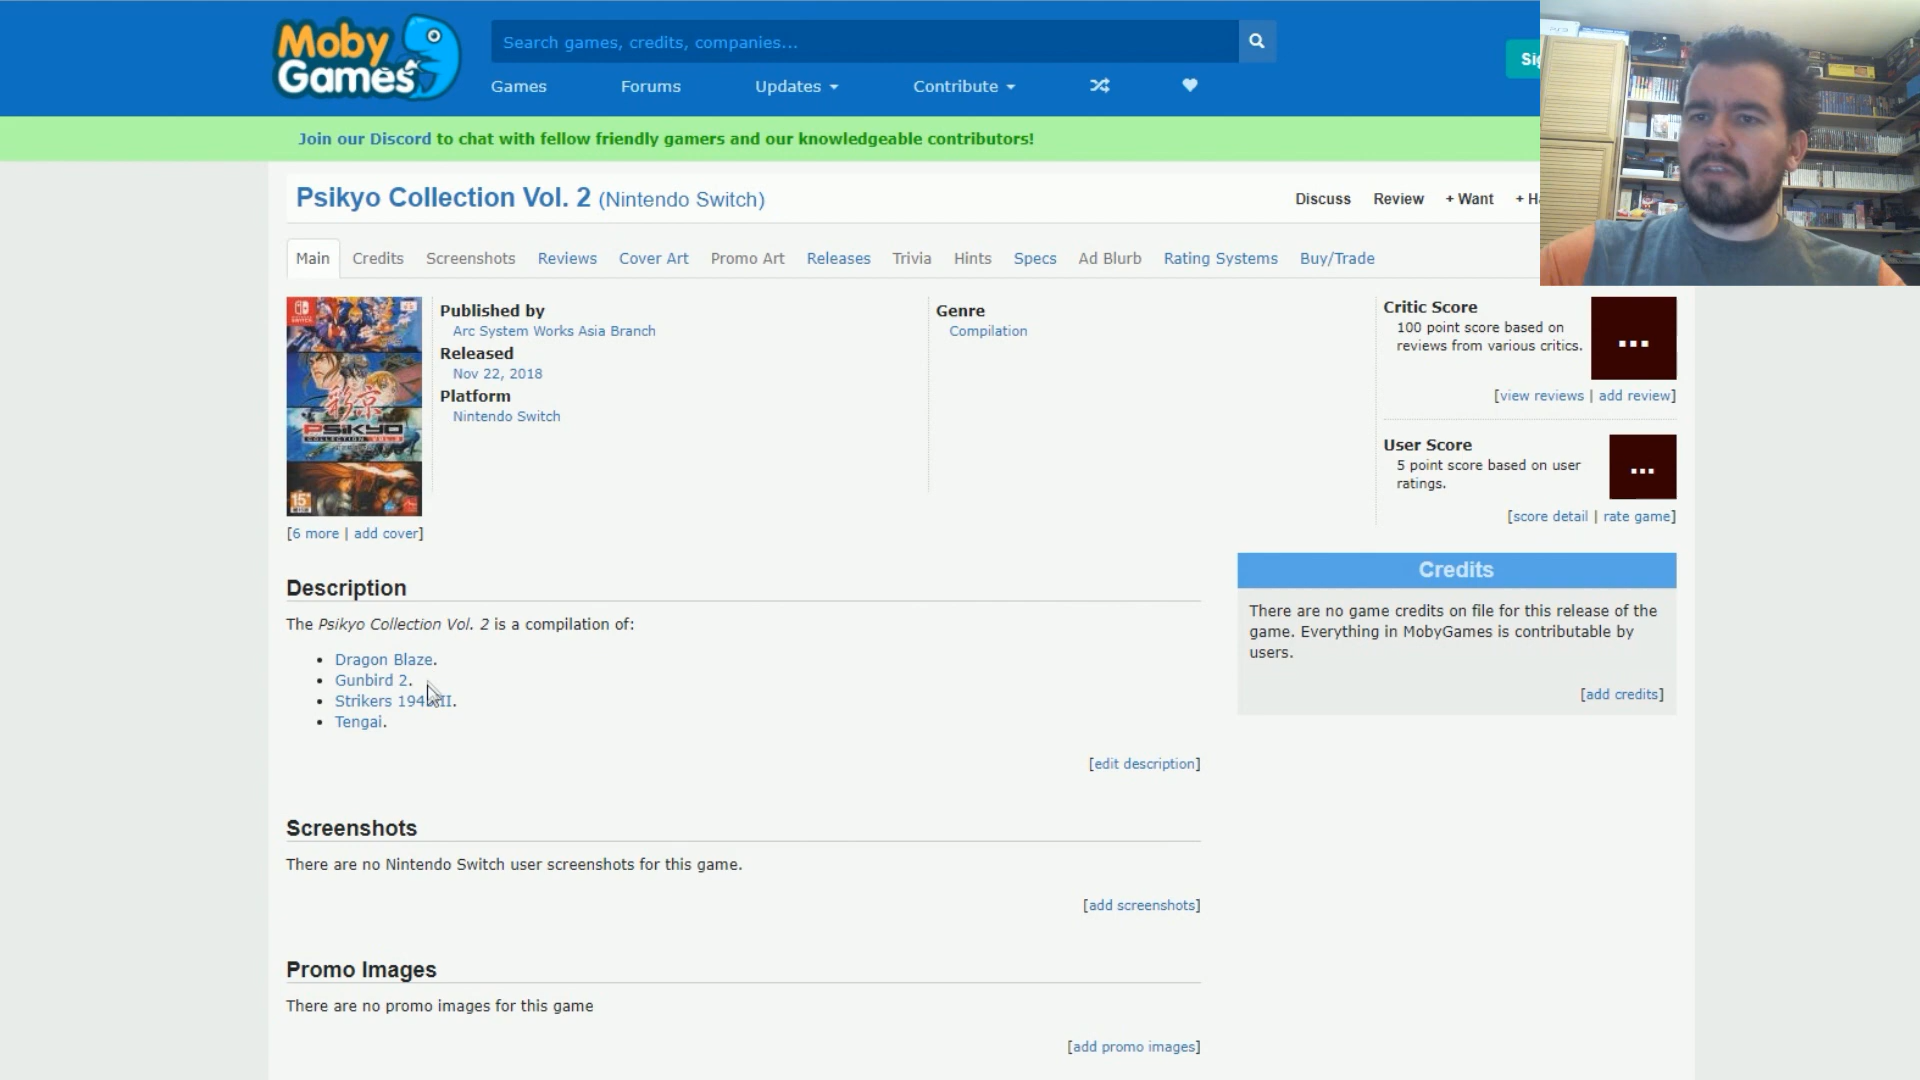 Moby
Games
Search games, credits, companies...
Games
Forums
Updates
Contribute
Join our Discord to chat with fellow friendly gamers and our knowledgeable contributors!
Psikyo Collection Vol. 2 (Nintendo Switch)
Discuss
Review
+ Want
Main
Credits
Screenshots
Reviews
Cover Art
Promo Art
Releases
Trivia
Hints
Specs
Ad Blurb
Rating Systems
Buy/Trade
彩京
PSIKYO
15
[6 more | add cover]
Published by
Arc System Works Asia Branch
Released
Nov 22, 2018
Platform
Nintendo Switch
Genre
Compilation
Critic Score
100 point score based on
reviews from various critics.
...
[view reviews | add review]
User Score
5 point score based on user
ratings.
...
[score detail | rate game]
Description
The Psikyo Collection Vol. 2 is a compilation of:
Dragon Blaze.
Gunbird 2.
Strikers 194 II.
Tengai.
[edit description]
Credits
There are no game credits on file for this release of the
game. Everything in MobyGames is contributable by
users.
[add credits]
Screenshots
There are no Nintendo Switch user screenshots for this game.
[add screenshots]
Promo Images
There are no promo images for this game
[add promo images]